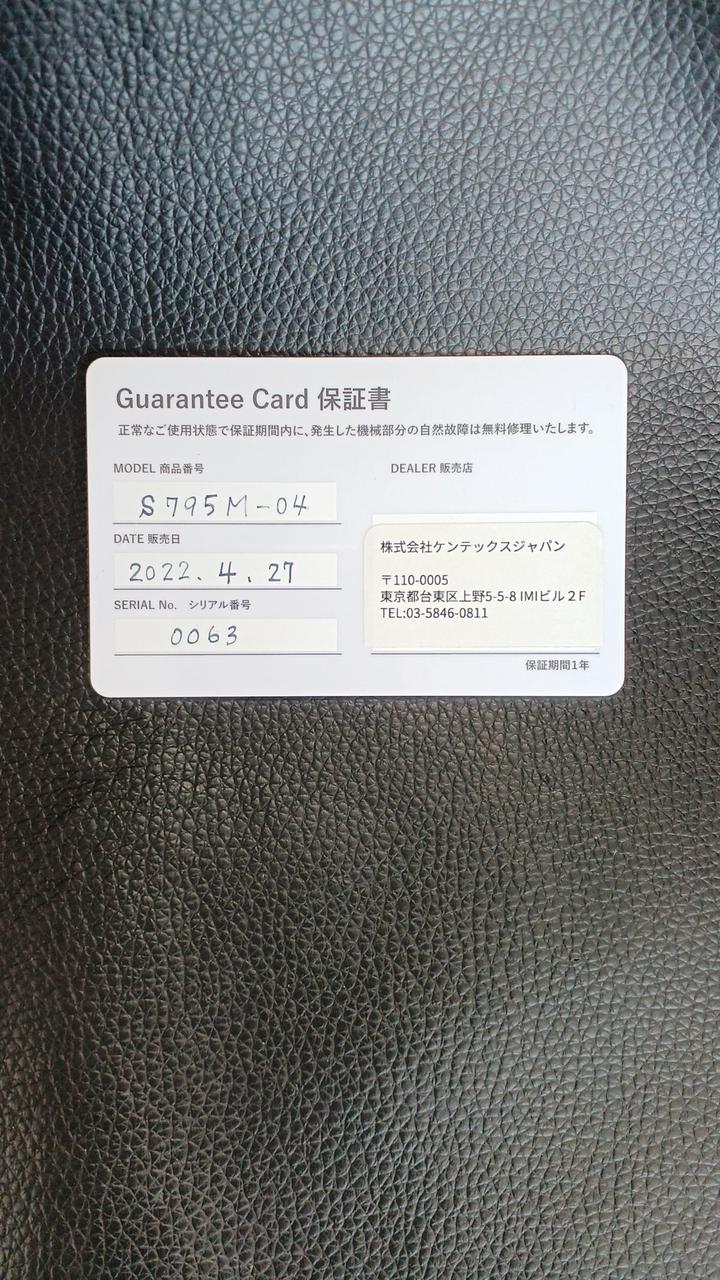 Guarantee Card 保証書
正常なご使用状態で保証期間内に、発生した機械部分の自然故障は無料修理いたします。
MODEL 商品番号
S795M-04
DATE 販売日
2022. 4. 27
SERIAL No. シリアル番号
0063
DEALER 販売店
株式会社ケンテックスジャパン
〒110-0005
東京都台東区上野5-5-8 IMIビル２F
TEL:03-5846-0811
保証期間1年